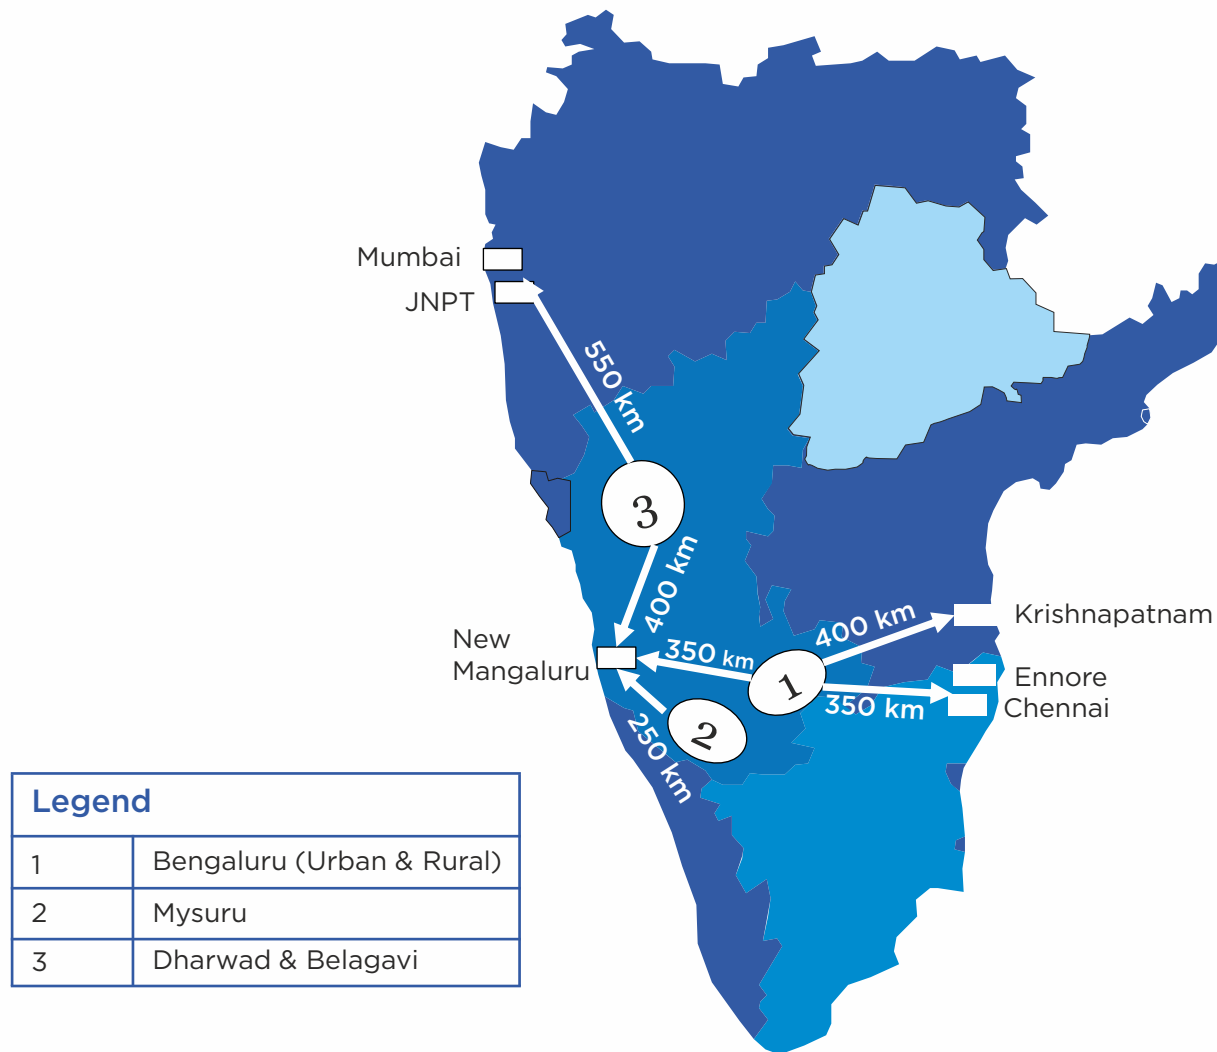 Mumbai
JNPT
550 km
3
400 km
New
Mangaluru
350 km
1
400 km
Krishnapatnam
350 km
Ennore
Chennai
2
250 km
Legend
1 Bengaluru (Urban & Rural)
2 Mysuru
3 Dharwad & Belagavi